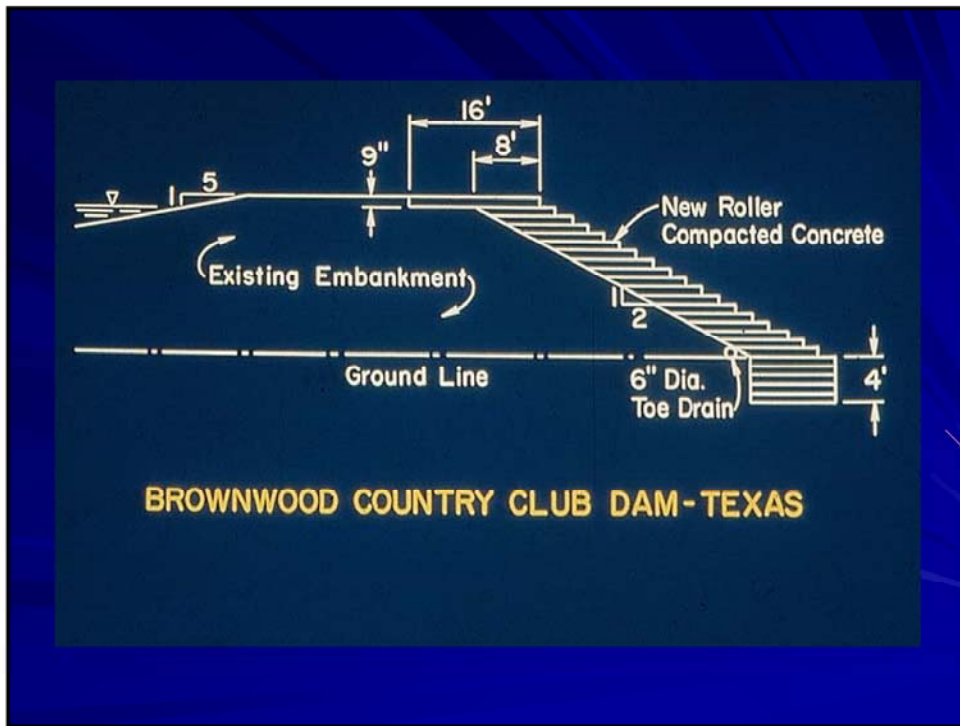 16'
8'
9"
1 5
New Roller
Compacted Concrete
Existing Embankment
1
2
Ground Line
6" Dia.
Toe Drain
4'
BROWNWOOD COUNTRY CLUB DAM-TEXAS